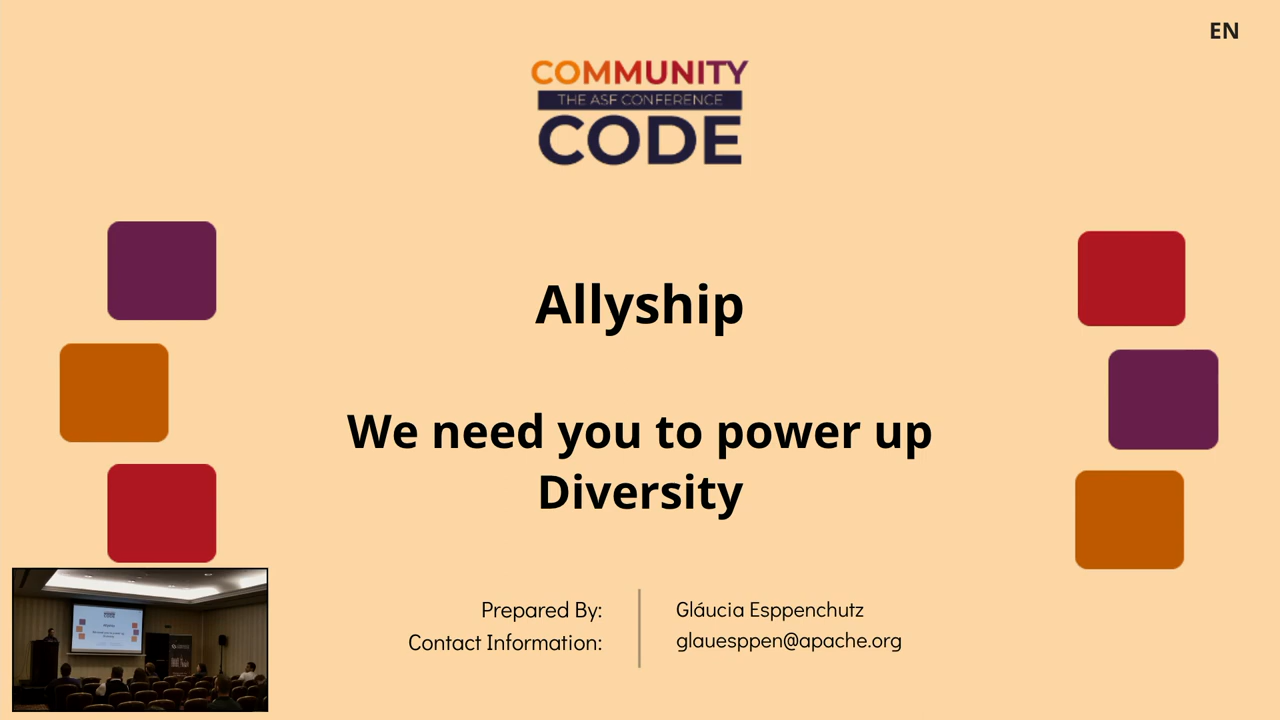 EN
COMMUNITY
THE ASF CONFERENCE
CODE
Allyship
We need you to power up
Diversity
Prepared By:
Gláucia Esppenchutz
Contact Information:
glauesppen@apache.org